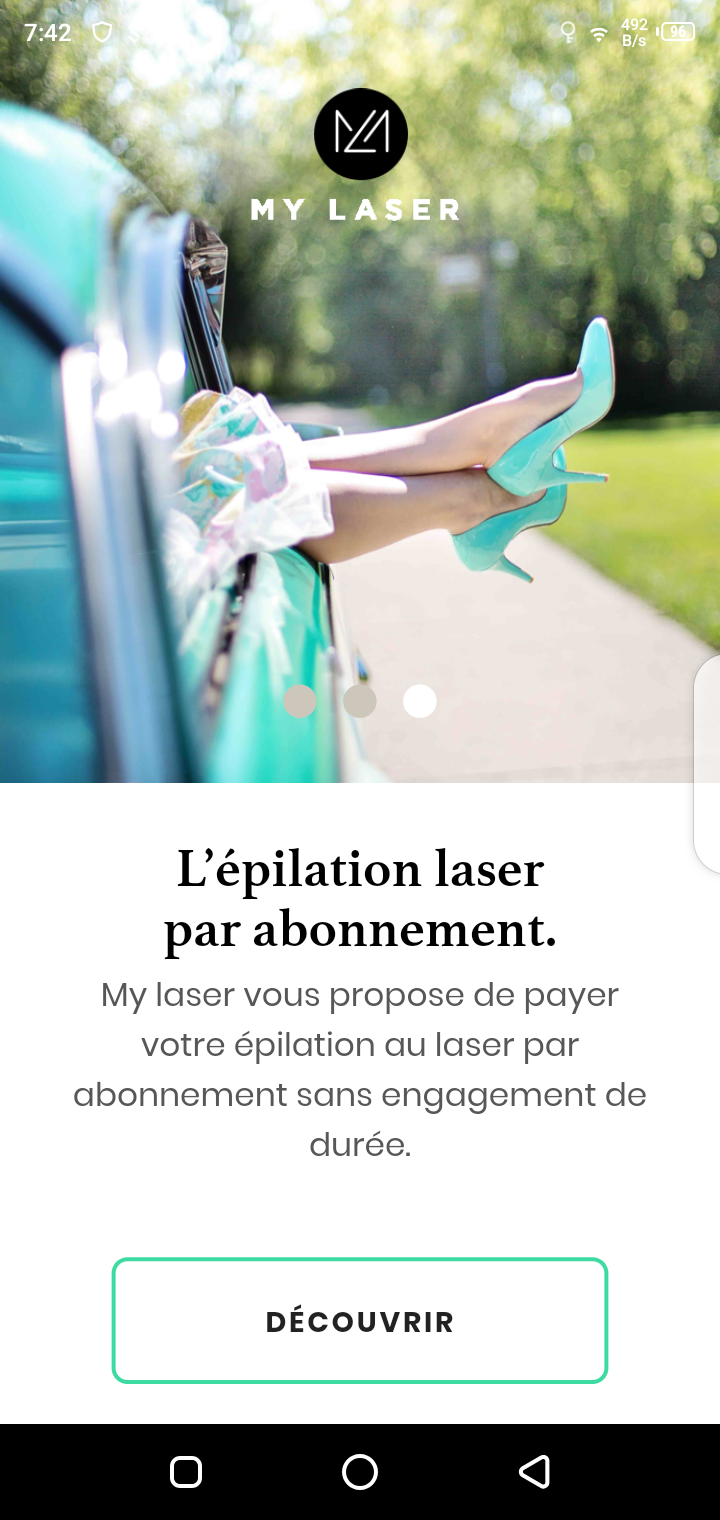 7:42
492
B/s
96
MY LASER
L’épilation laser
par abonnement.
My laser vous propose de payer
votre épilation au laser par
abonnement sans engagement de
durée.
DÉCOUVRIR